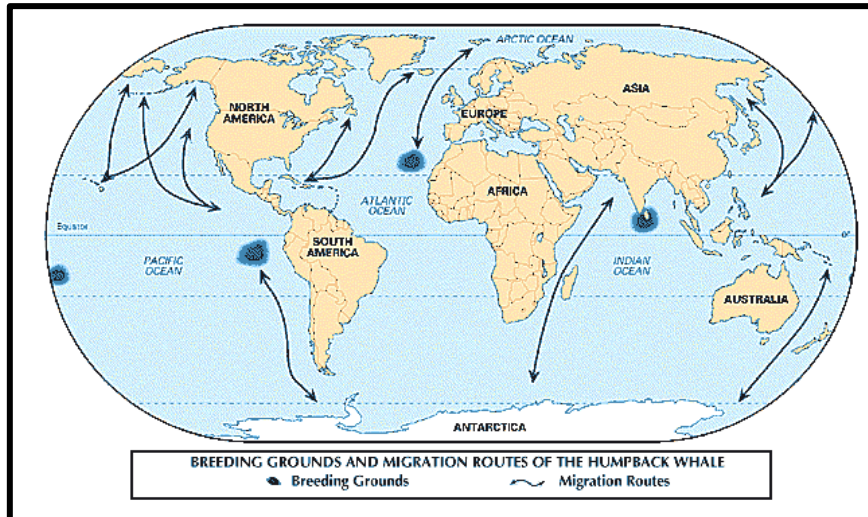 ARCTIC OCEAN
ASIA
NORTH
AMERICA
EUROPE
ATLANTIC
OCEAN
AFRICA
Equator
0°
SOUTH
AMERICA
PACIFIC
OCEAN
INDIAN
OCEAN
AUSTRALIA
ANTARCTICA
BREEDING GROUNDS AND MIGRATION ROUTES OF THE HUMPBACK WHALE
Breeding Grounds Migration Routes